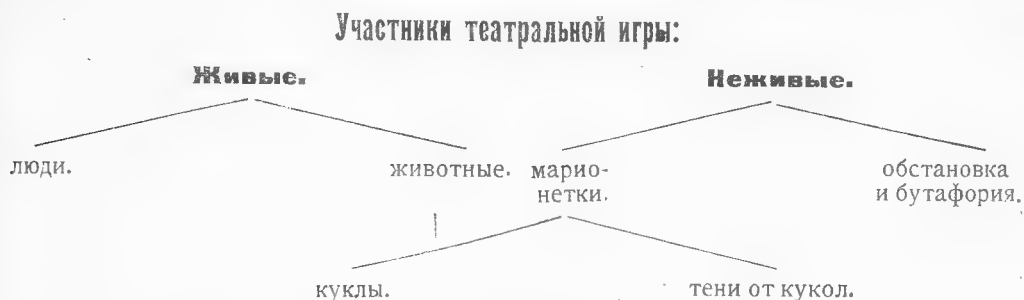 Участники театральной игры:
Живые.
Неживые.
люди.
животные.
марио-
нетки.
обстановка
и бутафория.
куклы.
тени от кукол.